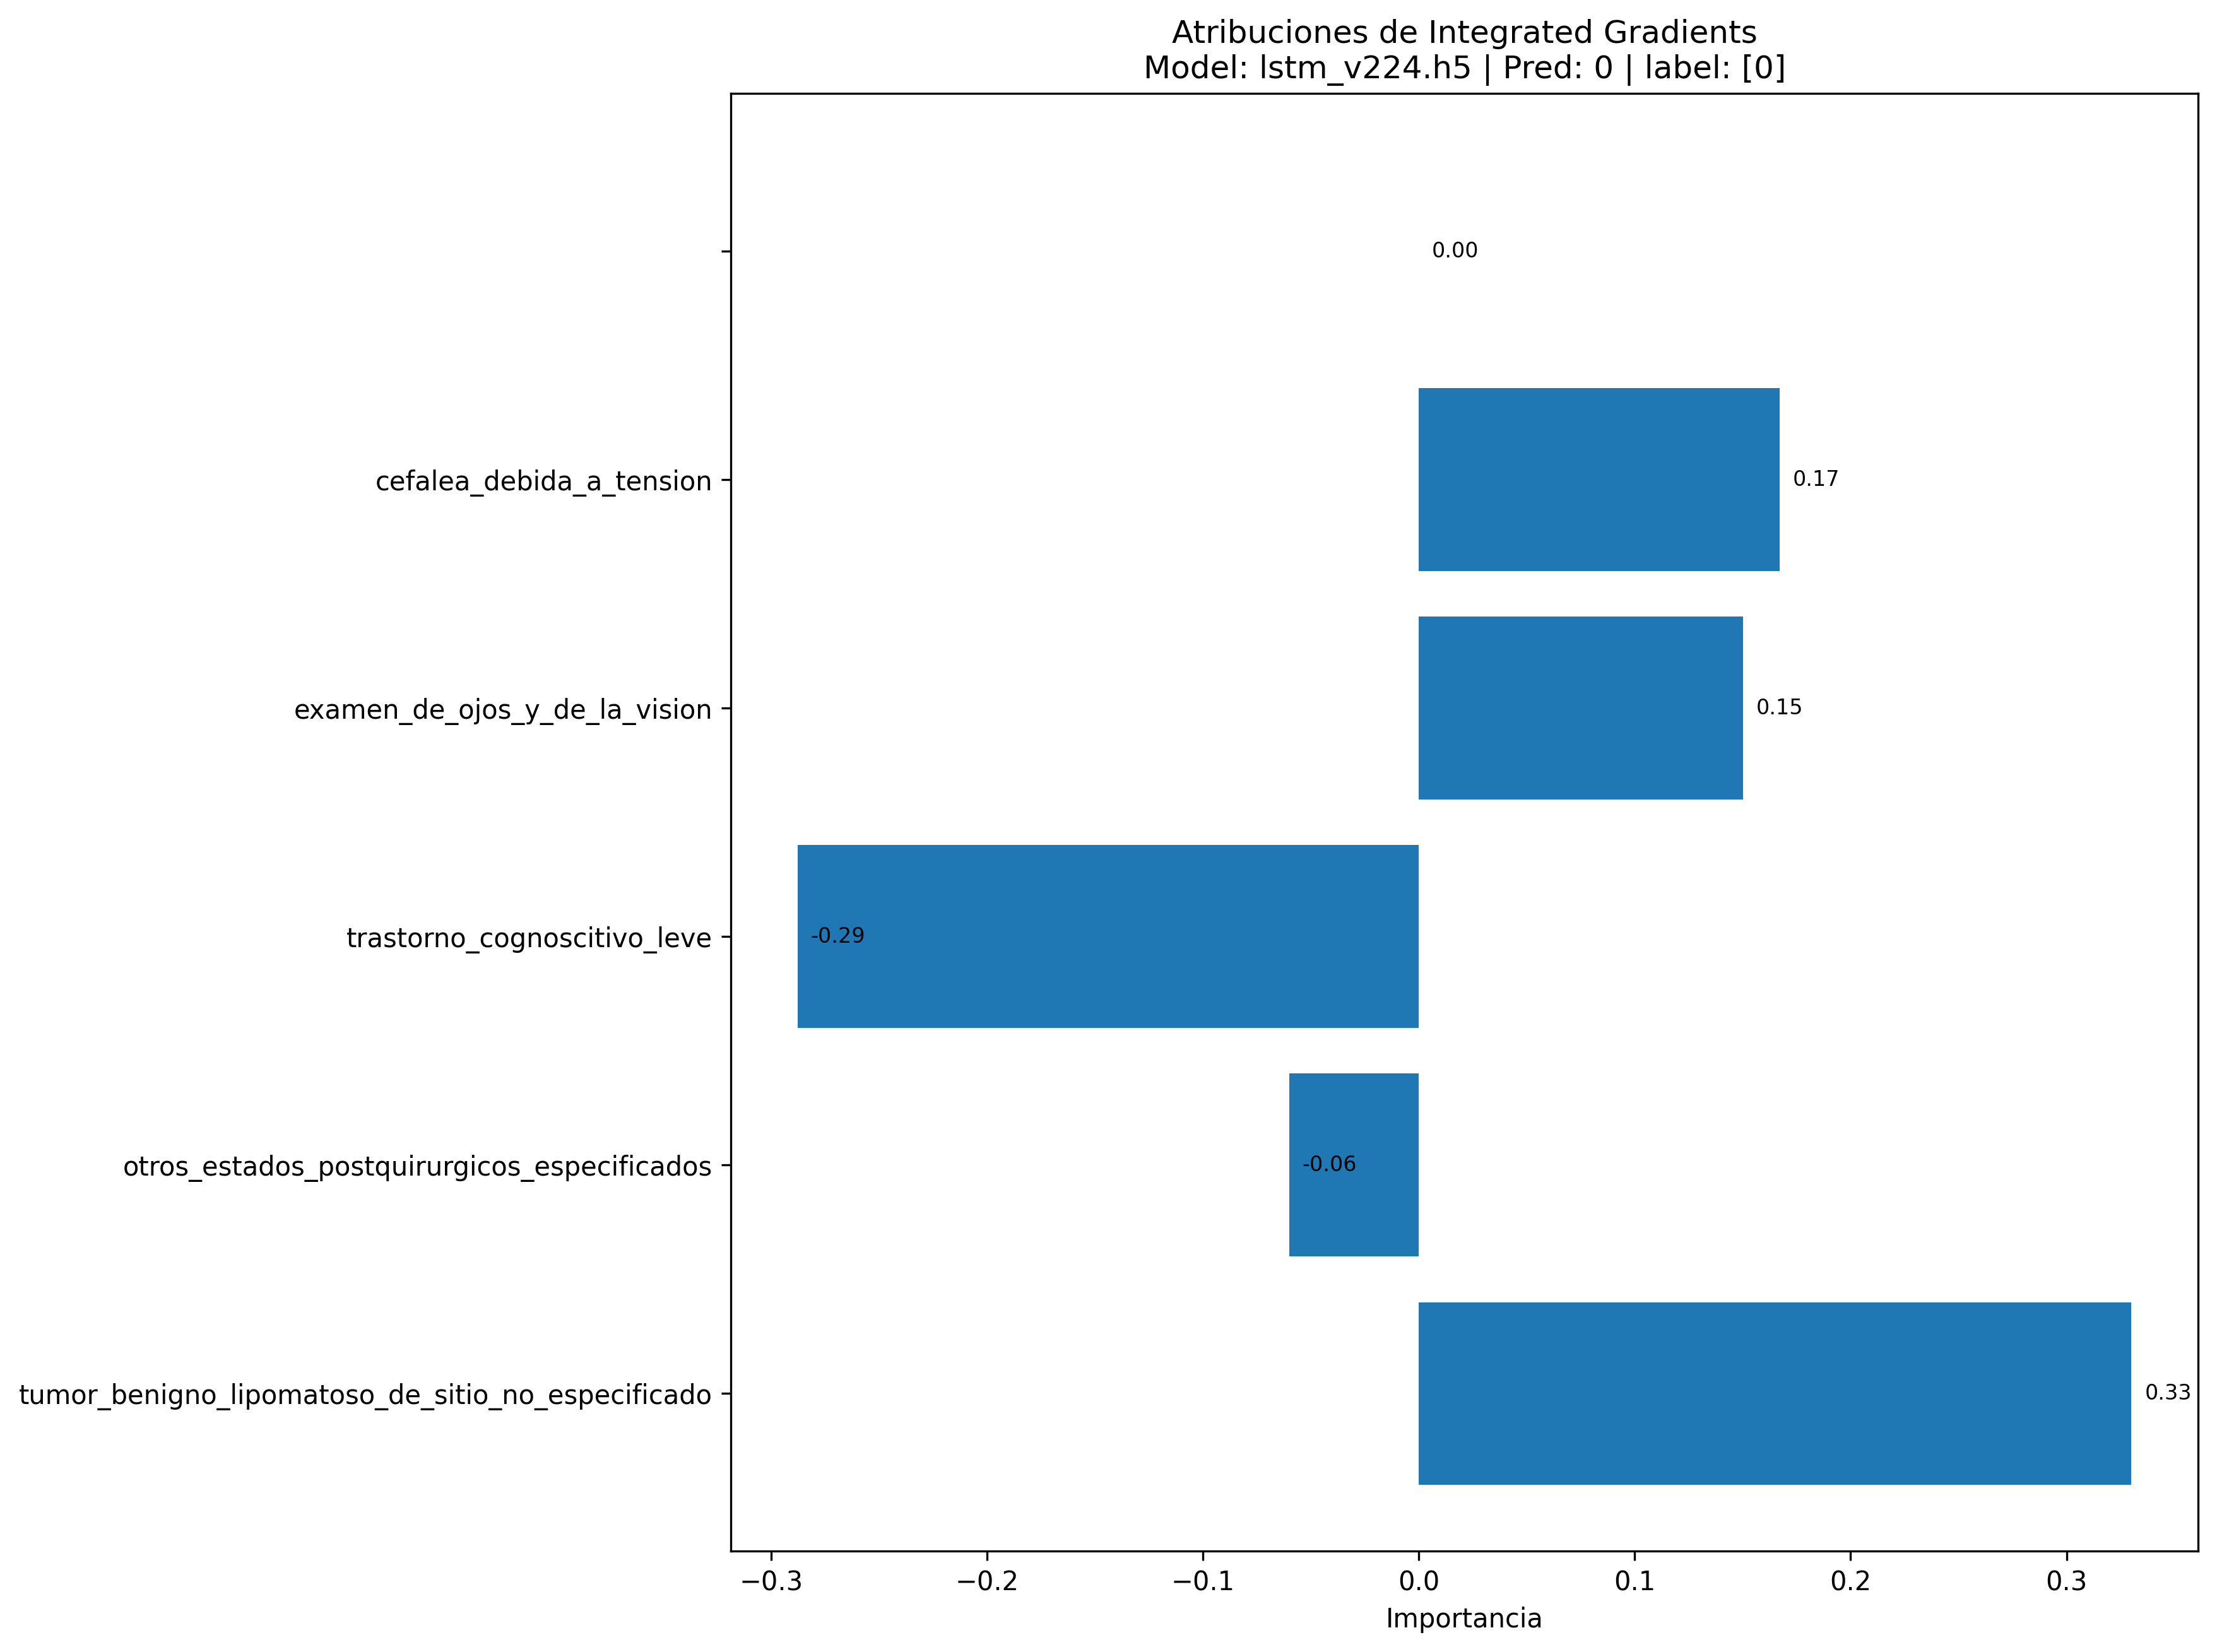 Atribuciones de Integrated Gradients
Model: lstm_v224.h5 | Pred: 0 | label: [0]
0.00
cefalea_debida_a_tension
0.17
examen_de_ojos_y_de_la_vision
0.15
trastorno_cognoscitivo_leve
-0.29
otros_estados_postquirurgicos_especificados
-0.06
tumor_benigno_lipomatoso_de_sitio_no_especificado
0.33
−0.3 −0.2 −0.1 0.0 0.1 0.2 0.3
Importancia